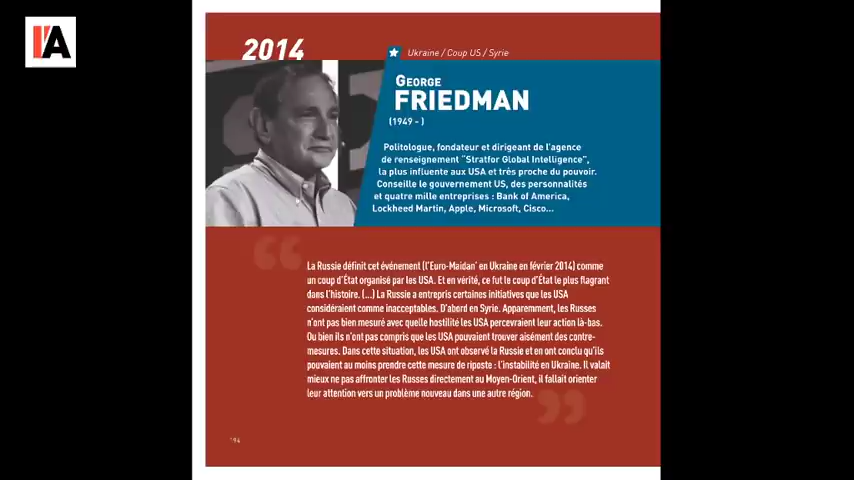 I'A
2014
Ukraine / Coup US / Syrie
GEORGE
FRIEDMAN
(1949 - )
Politologue, fondateur et dirigeant de l'agence
de renseignement "Stratfor Global Intelligence",
la plus influente aux USA et très proche du pouvoir.
Conseille le gouvernement US, des personnalités
et quatre mille entreprises : Bank of America,
Lockheed Martin, Apple, Microsoft, Cisco...
“
La Russie définit cet événement (l'Euro-Maïdan' en Ukraine en février 2014) comme
un coup d'État organisé par les USA. Et en vérité, ce fut le coup d'État le plus flagrant
dans l'histoire. (...) La Russie a entrepris certaines initiatives que les USA
considéraient comme inacceptables. D'abord en Syrie. Apparemment, les Russes
n'ont pas bien mesuré avec quelle hostilité les USA percevraient leur action là-bas.
Ou bien ils n'ont pas compris que les USA pouvaient trouver aisément des contre-
mesures. Dans cette situation, les USA ont observé la Russie et en ont conclu qu'ils
pouvaient au moins prendre cette mesure de riposte : l'instabilité en Ukraine. Il valait
mieux ne pas affronter les Russes directement au Moyen-Orient, il fallait orienter
leur attention vers un problème nouveau dans une autre région.
”
194